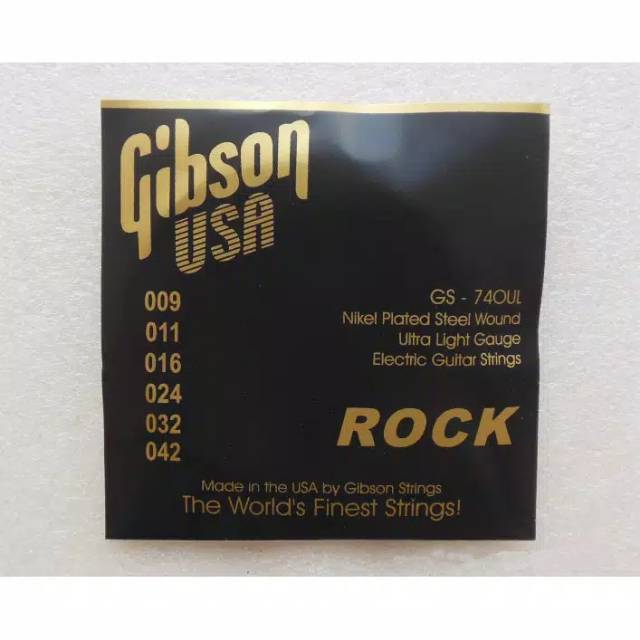 Gibson
USA
009
011
016
024
032
042
GS - 740UL
Nikel Plated Steel Wound
Ultra Light Gauge
Electric Guitar Strings
ROCK
Made in the USA by Gibson Strings
The World's Finest Strings!